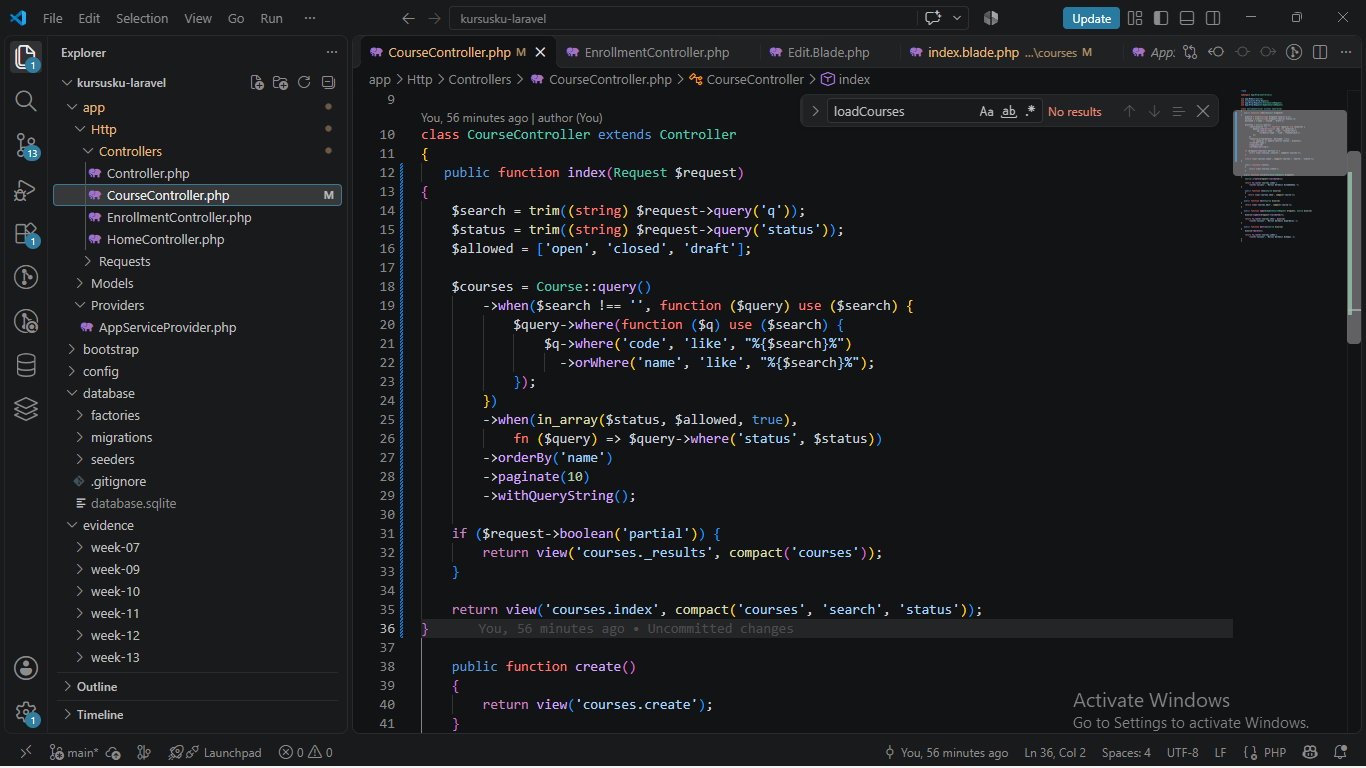 File Edit Selection View Go Run ··· kursusku-laravel Update
Explorer ···
CourseController.php M EnrollmentController.php Edit.Blade.php index.blade.php ...\courses M App.
app > Http > Controllers > CourseController.php > CourseController > index
loadCourses Aa ab .* No results
kursusku-laravel
app
Http
Controllers
Controller.php
CourseController.php M
EnrollmentController.php
HomeController.php
Requests
Models
Providers
AppServiceProvider.php
bootstrap
config
database
factories
migrations
seeders
.gitignore
database.sqlite
evidence
week-07
week-09
week-10
week-11
week-12
week-13
Outline
Timeline
1
13
1
1
9
You, 56 minutes ago | author (You)
10 class CourseController extends Controller
11 {
12 public function index(Request $request)
13 {
14 $search = trim((string) $request->query('q'));
15 $status = trim((string) $request->query('status'));
16 $allowed = ['open', 'closed', 'draft'];
17
18 $courses = Course::query()
19 ->when($search !== '', function ($query) use ($search) {
20 $query->where(function ($q) use ($search) {
21 $q->where('code', 'like', "%{$search}%")
22 ->orWhere('name', 'like', "%{$search}%");
23 });
24 })
25 ->when(in_array($status, $allowed, true),
26 fn ($query) => $query->where('status', $status))
27 ->orderBy('name')
28 ->paginate(10)
29 ->withQueryString();
30
31 if ($request->boolean('partial')) {
32 return view('courses._results', compact('courses'));
33 }
34
35 return view('courses.index', compact('courses', 'search', 'status'));
36 } You, 56 minutes ago • Uncommitted changes
37
38 public function create()
39 {
40 return view('courses.create');
41 }
Activate Windows
Go to Settings to activate Windows.
main* Launchpad 0 0 You, 56 minutes ago Ln 36, Col 2 Spaces: 4 UTF-8 LF {} PHP